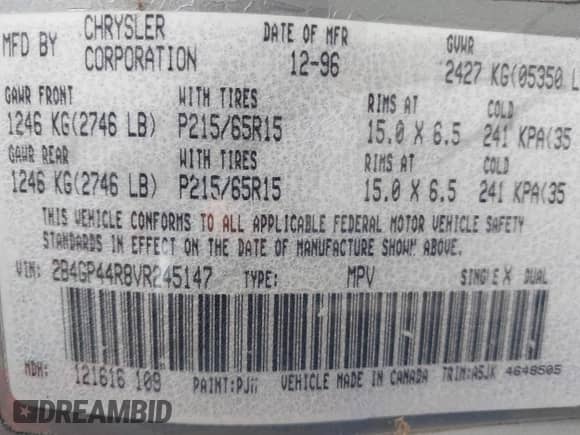 MFD BY CHRYSLER CORPORATION DATE OF MFR 12-96 GVWR 2427 KG(05350 L
GAWR FRONT WITH TIRES RIMS AT COLD
1246 KG(2746 LB) P215/65R15 15.0 X 6.5 241 KPA(35
GAWR REAR WITH TIRES RIMS AT COLD
1246 KG(2746 LB) P215/65R15 15.0 X 6.5 241 KPA(35
THIS VEHICLE CONFORMS TO ALL APPLICABLE FEDERAL MOTOR VEHICLE SAFETY
STANDARDS IN EFFECT ON THE DATE OF MANUFACTURE SHOWN ABOVE.
VIN: 2B4GP44R8VR245147 TYPE: MPV SINGLE X DUAL
MDH: 121616 109 PAINT:PJii VEHICLE MADE IN CANADA TRIM:A5JK 4648505
DREAMBID